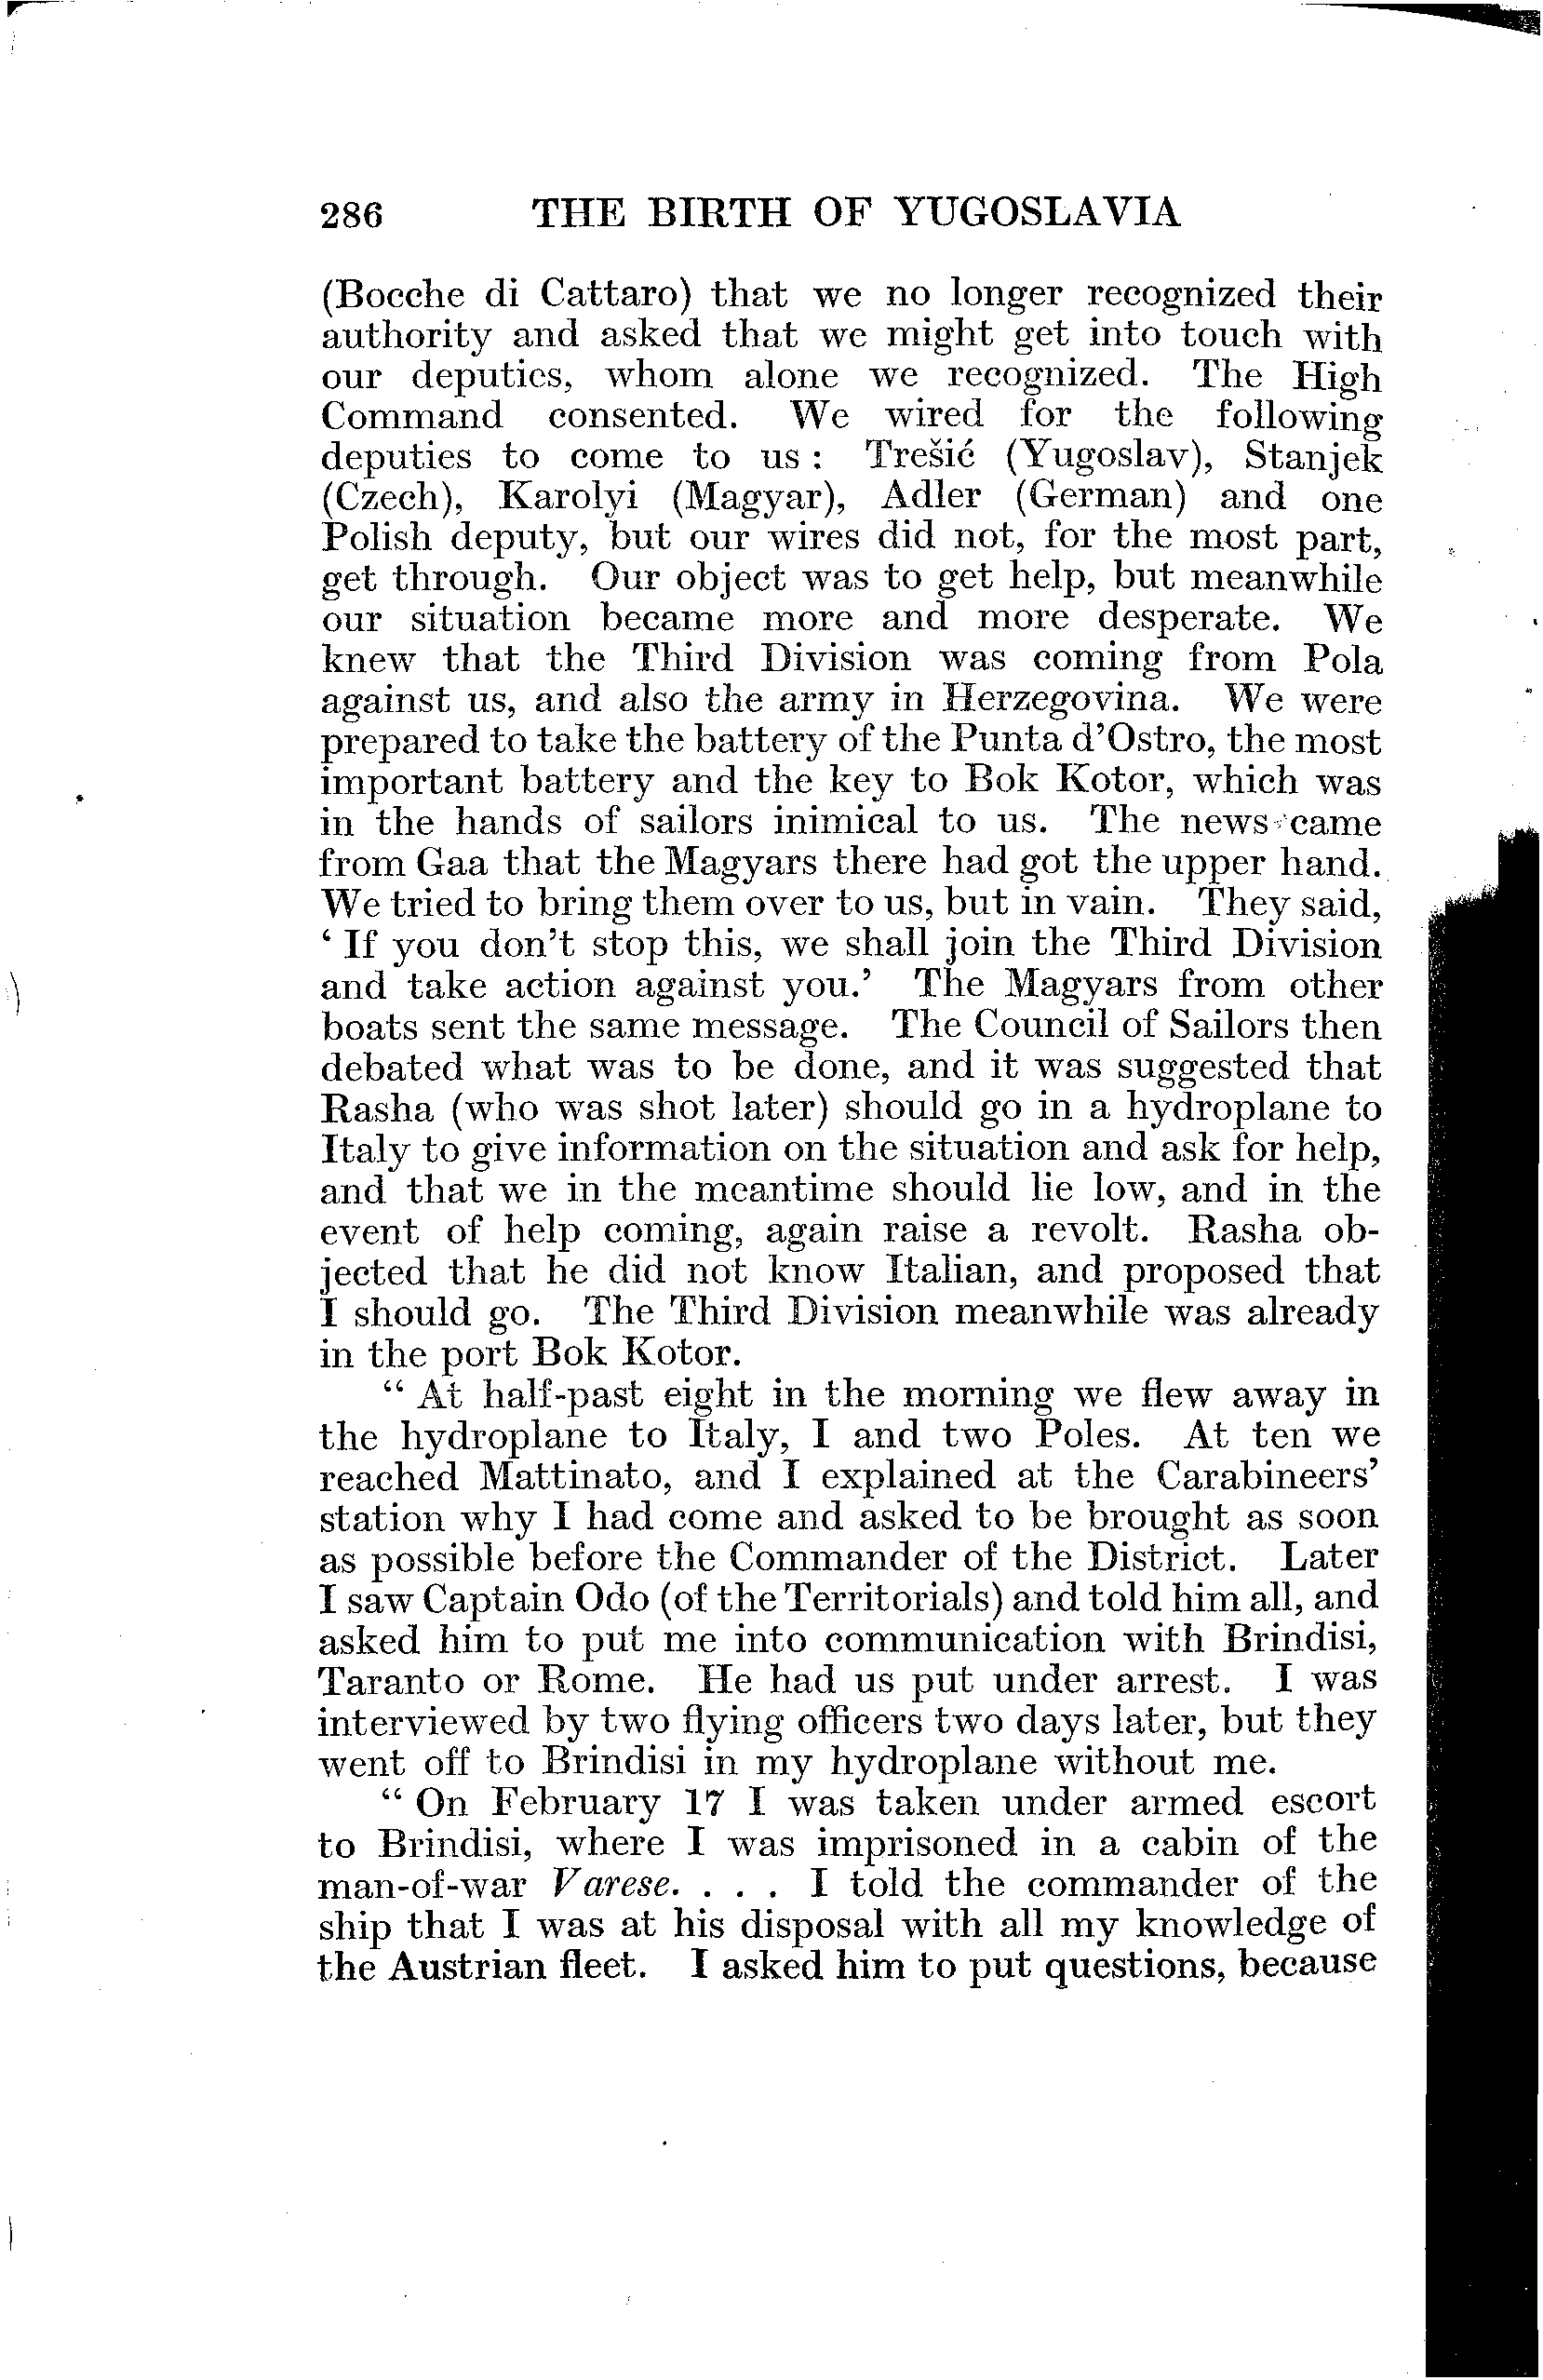 286 THE BIRTH OF YUGOSLAVIA
(Bocche di Cattaro) that we no longer recognized their
authority and asked that we might get into touch with
our deputies, whom alone we recognized. The High
Command consented. We wired for the following
deputies to come to us : Trešić (Yugoslav), Stanjek
(Czech), Karolyi (Magyar), Adler (German) and one
Polish deputy, but our wires did not, for the most part,
get through. Our object was to get help, but meanwhile
our situation became more and more desperate. We
knew that the Third Division was coming from Pola
against us, and also the army in Herzegovina. We were
prepared to take the battery of the Punta d'Ostro, the most
important battery and the key to Bok Kotor, which was
in the hands of sailors inimical to us. The news came
from Gaa that the Magyars there had got the upper hand.
We tried to bring them over to us, but in vain. They said,
‘ If you don't stop this, we shall join the Third Division
and take action against you.’ The Magyars from other
boats sent the same message. The Council of Sailors then
debated what was to be done, and it was suggested that
Rasha (who was shot later) should go in a hydroplane to
Italy to give information on the situation and ask for help,
and that we in the meantime should lie low, and in the
event of help coming, again raise a revolt. Rasha ob-
jected that he did not know Italian, and proposed that
I should go. The Third Division meanwhile was already
in the port Bok Kotor.
“ At half-past eight in the morning we flew away in
the hydroplane to Italy, I and two Poles. At ten we
reached Mattinato, and I explained at the Carabineers'
station why I had come and asked to be brought as soon
as possible before the Commander of the District. Later
I saw Captain Odo (of the Territorials) and told him all, and
asked him to put me into communication with Brindisi,
Taranto or Rome. He had us put under arrest. I was
interviewed by two flying officers two days later, but they
went off to Brindisi in my hydroplane without me.
“ On February 17 I was taken under armed escort
to Brindisi, where I was imprisoned in a cabin of the
man-of-war Varese. . . . I told the commander of the
ship that I was at his disposal with all my knowledge of
the Austrian fleet. I asked him to put questions, because